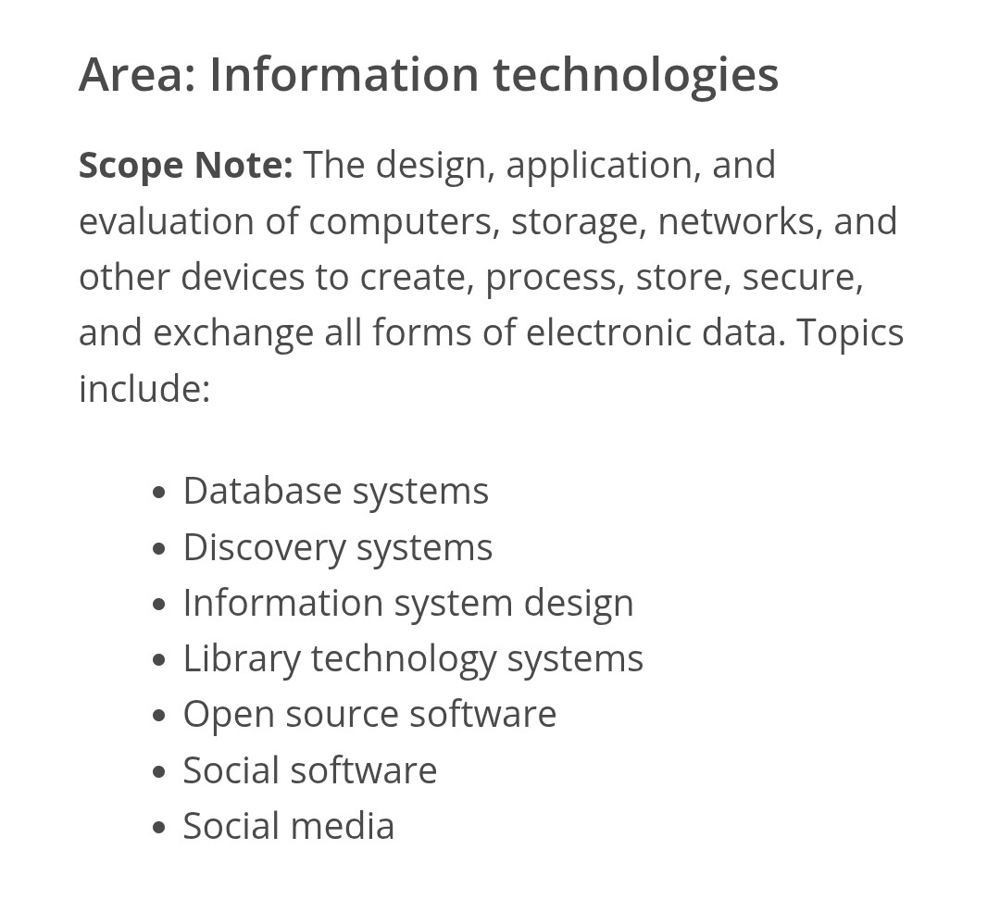 Area: Information technologies
Scope Note: The design, application, and
evaluation of computers, storage, networks, and
other devices to create, process, store, secure,
and exchange all forms of electronic data. Topics
include:
• Database systems
• Discovery systems
• Information system design
• Library technology systems
• Open source software
• Social software
• Social media